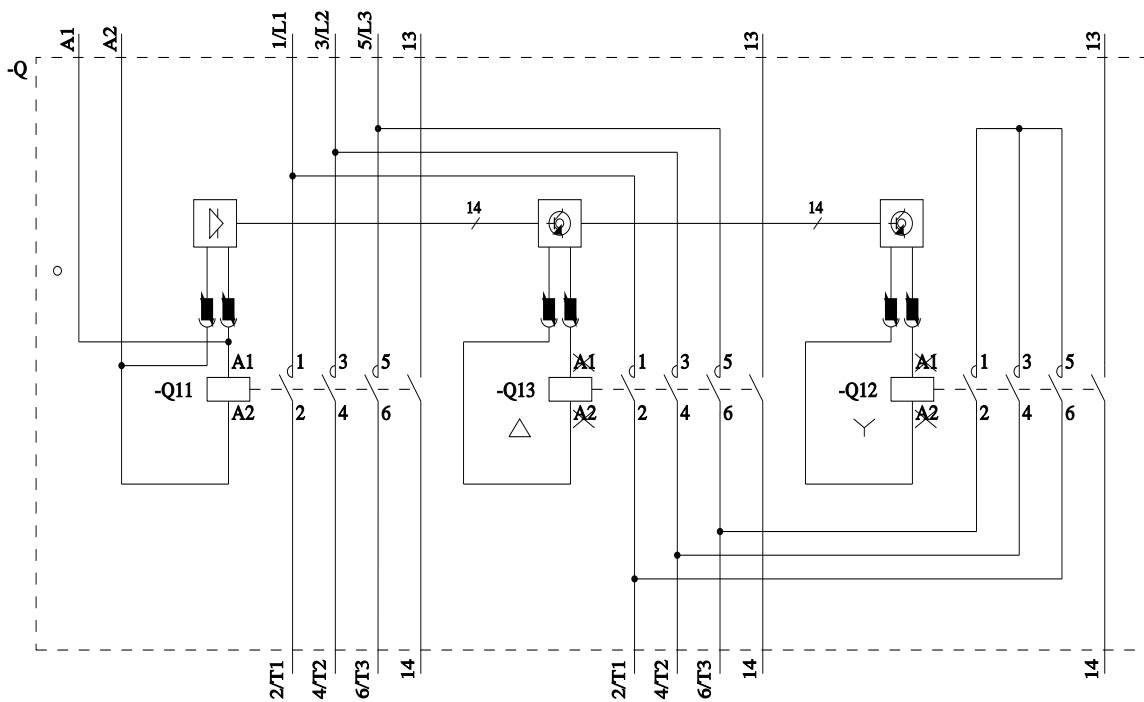 A1 A2 1/L1 3/L2 5/L3 13 13 13
-Q
14 14
A1 1 3 5 A1 1 3 5 A1 1 3 5
-Q11 -Q13 -Q12
A2 2 4 6 A2 2 4 6 A2 2 4 6
2/T1 4/T2 6/T3 14 2/T1 4/T2 6/T3 14 14